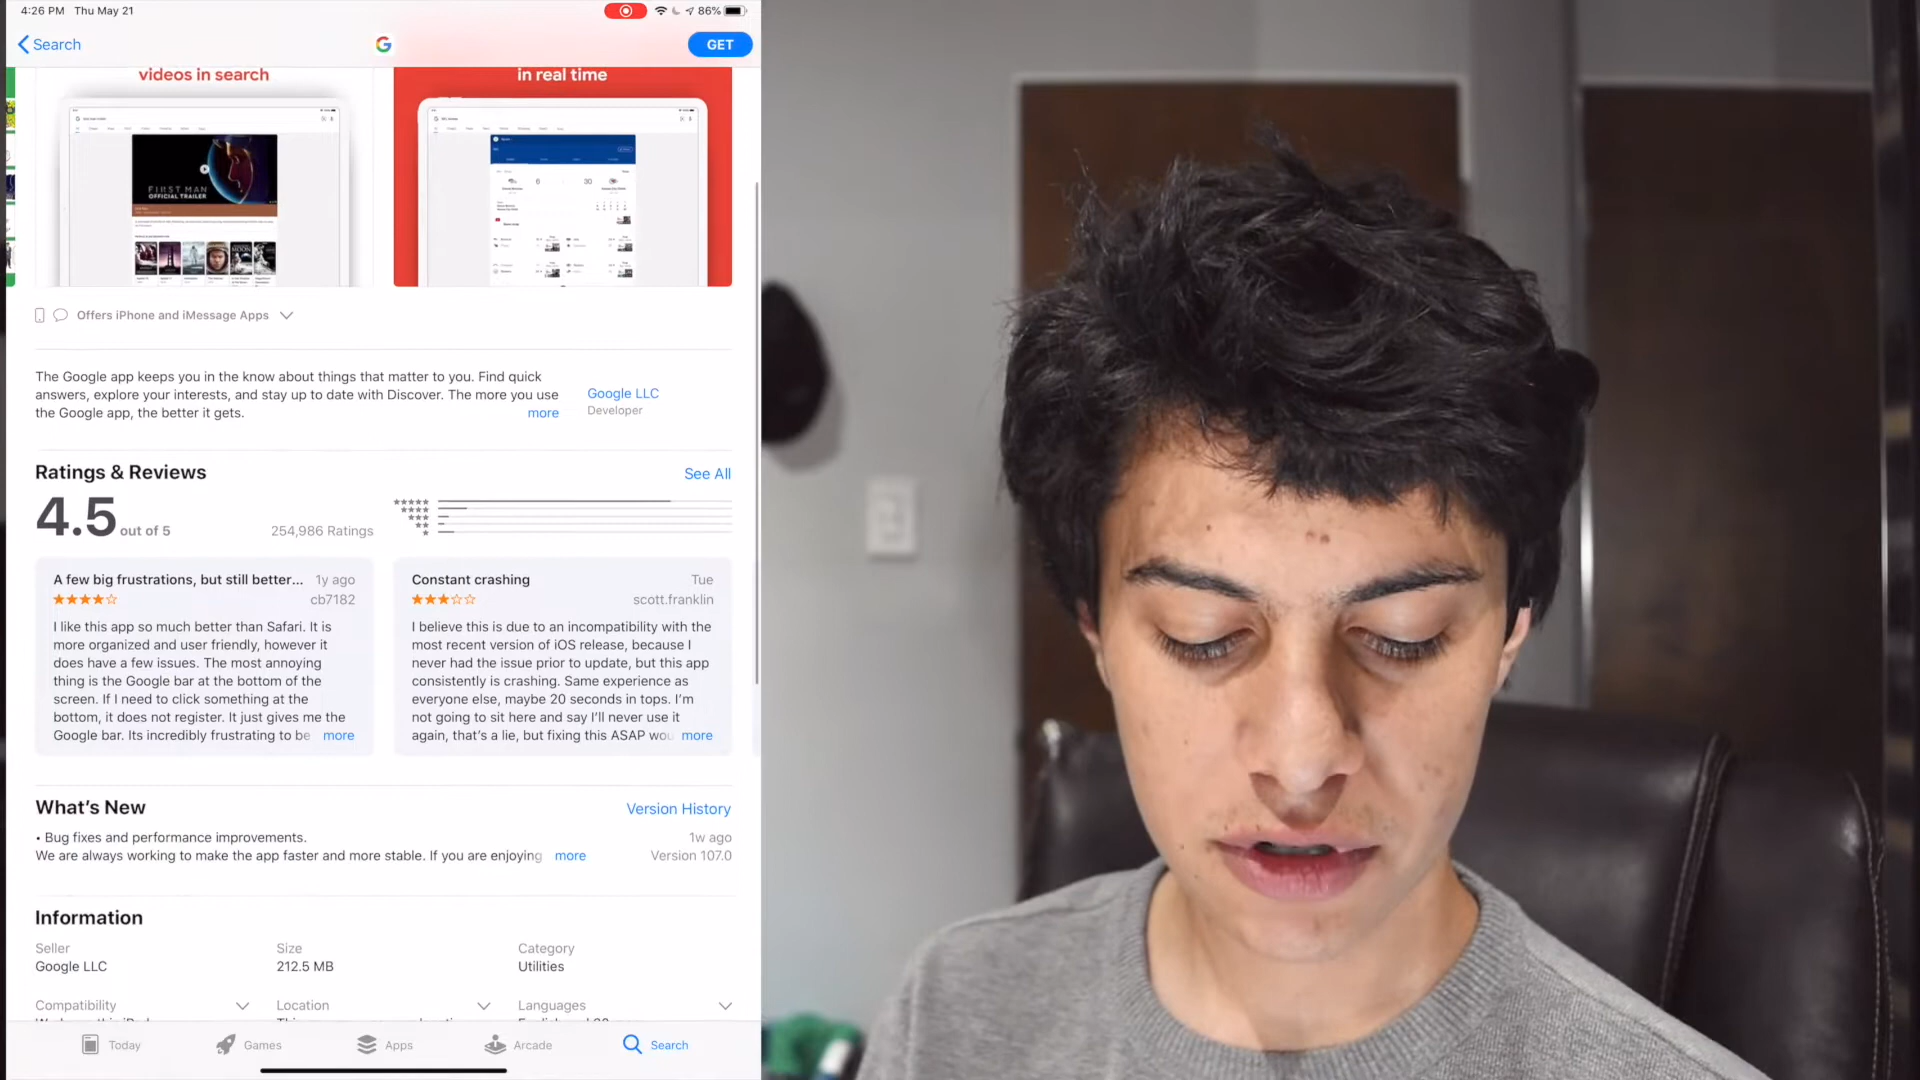 4:26 PM Thu May 21
86%
Search
GET
videos in search
in real time
FIRST MAN
OFFICIAL TRAILER
Offers iPhone and iMessage Apps
The Google app keeps you in the know about things that matter to you. Find quick
answers, explore your interests, and stay up to date with Discover. The more you use
the Google app, the better it gets.
more
Google LLC
Developer
Ratings & Reviews
See All
4.5 out of 5
254,986 Ratings
A few big frustrations, but still better...
1y ago
cb7182
I like this app so much better than Safari. It is
more organized and user friendly, however it
does have a few issues. The most annoying
thing is the Google bar at the bottom of the
screen. If I need to click something at the
bottom, it does not register. It just gives me the
Google bar. Its incredibly frustrating to be more
Constant crashing
Tue
scott.franklin
I believe this is due to an incompatibility with the
most recent version of iOS release, because I
never had the issue prior to update, but this app
consistently is crashing. Same experience as
everyone else, maybe 20 seconds in tops. I'm
not going to sit here and say I'll never use it
again, that's a lie, but fixing this ASAP wou more
What's New
Version History
• Bug fixes and performance improvements.
1w ago
We are always working to make the app faster and more stable. If you are enjoying more
Version 107.0
Information
Seller
Google LLC
Size
212.5 MB
Category
Utilities
Compatibility
Location
Languages
Today
Games
Apps
Arcade
Search